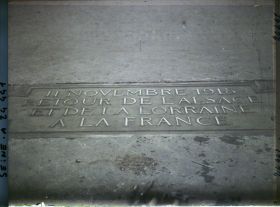 11 NOVEMBRE 1918
RETOUR DE L'ALSACE
ET DE LA LORRAINE
A LA FRANCE